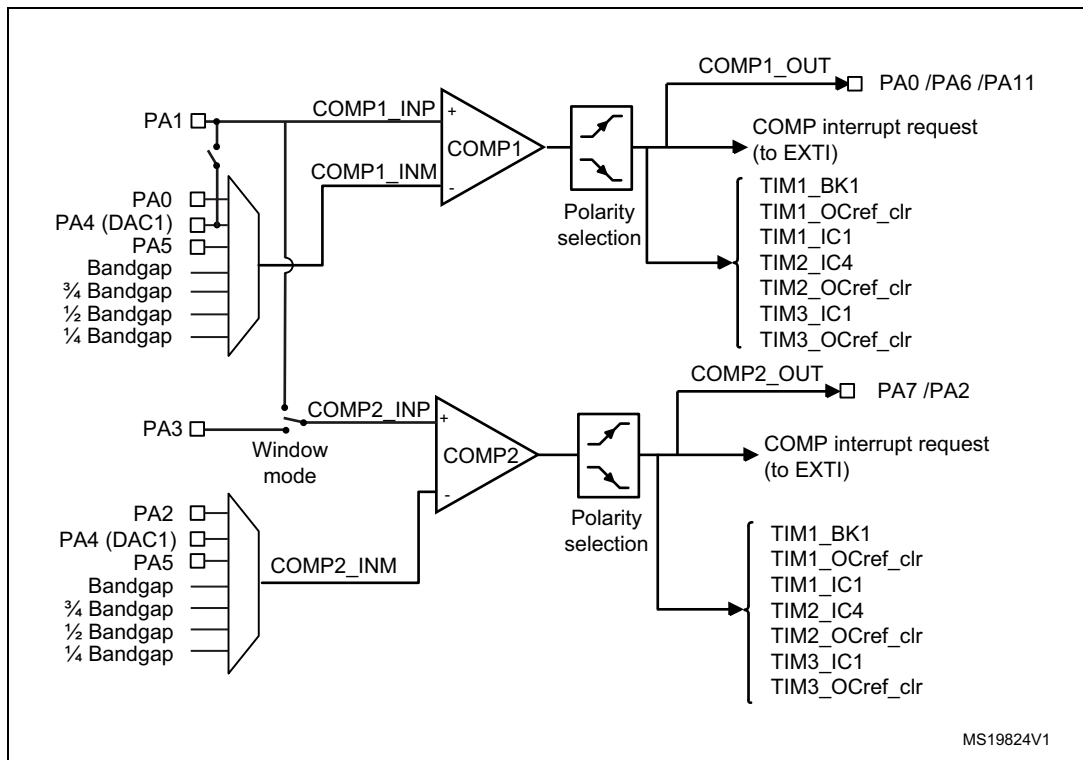 COMP1_OUT
PA0 /PA6 /PA11
PA1
COMP1_INP
+
COMP1
-
COMP interrupt request
(to EXTI)
COMP1_INM
PA0
PA4 (DAC1)
PA5
Bandgap
¾ Bandgap
½ Bandgap
¼ Bandgap
Polarity
selection
TIM1_BK1
TIM1_OCref_clr
TIM1_IC1
TIM2_IC4
TIM2_OCref_clr
TIM3_IC1
TIM3_OCref_clr
COMP2_OUT
PA7 /PA2
PA3
COMP2_INP
Window
mode
+
COMP2
-
COMP interrupt request
(to EXTI)
PA2
PA4 (DAC1)
PA5
Bandgap
¾ Bandgap
½ Bandgap
¼ Bandgap
COMP2_INM
Polarity
selection
TIM1_BK1
TIM1_OCref_clr
TIM1_IC1
TIM2_IC4
TIM2_OCref_clr
TIM3_IC1
TIM3_OCref_clr
MS19824V1